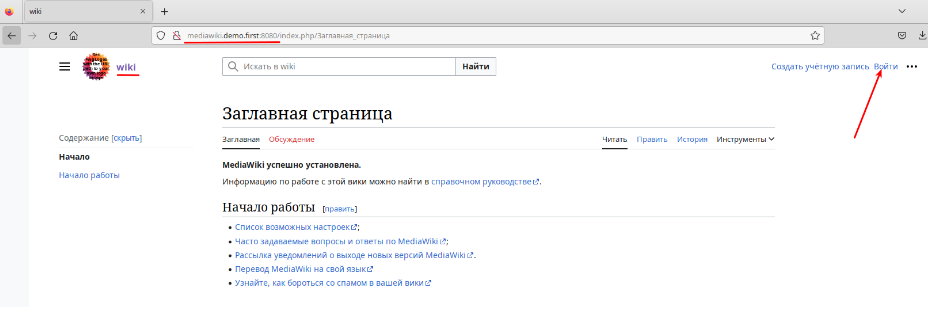 wiki
mediawiki.demo.first:8080/index.php/Заглавная_страница
wiki
Искать в wiki
Найти
Создать учётную запись Войти
Заглавная страница
Содержание [скрыть]
Начало
Начало работы
Заглавная Обсуждение
Читать Править История Инструменты
MediaWiki успешно установлена.
Информацию по работе с этой вики можно найти в справочном руководстве.
Начало работы [править]
Список возможных настроек;
Часто задаваемые вопросы и ответы по MediaWiki;
Рассылка уведомлений о выходе новых версий MediaWiki.
Перевод MediaWiki на свой язык
Узнайте, как бороться со спамом в вашей вики